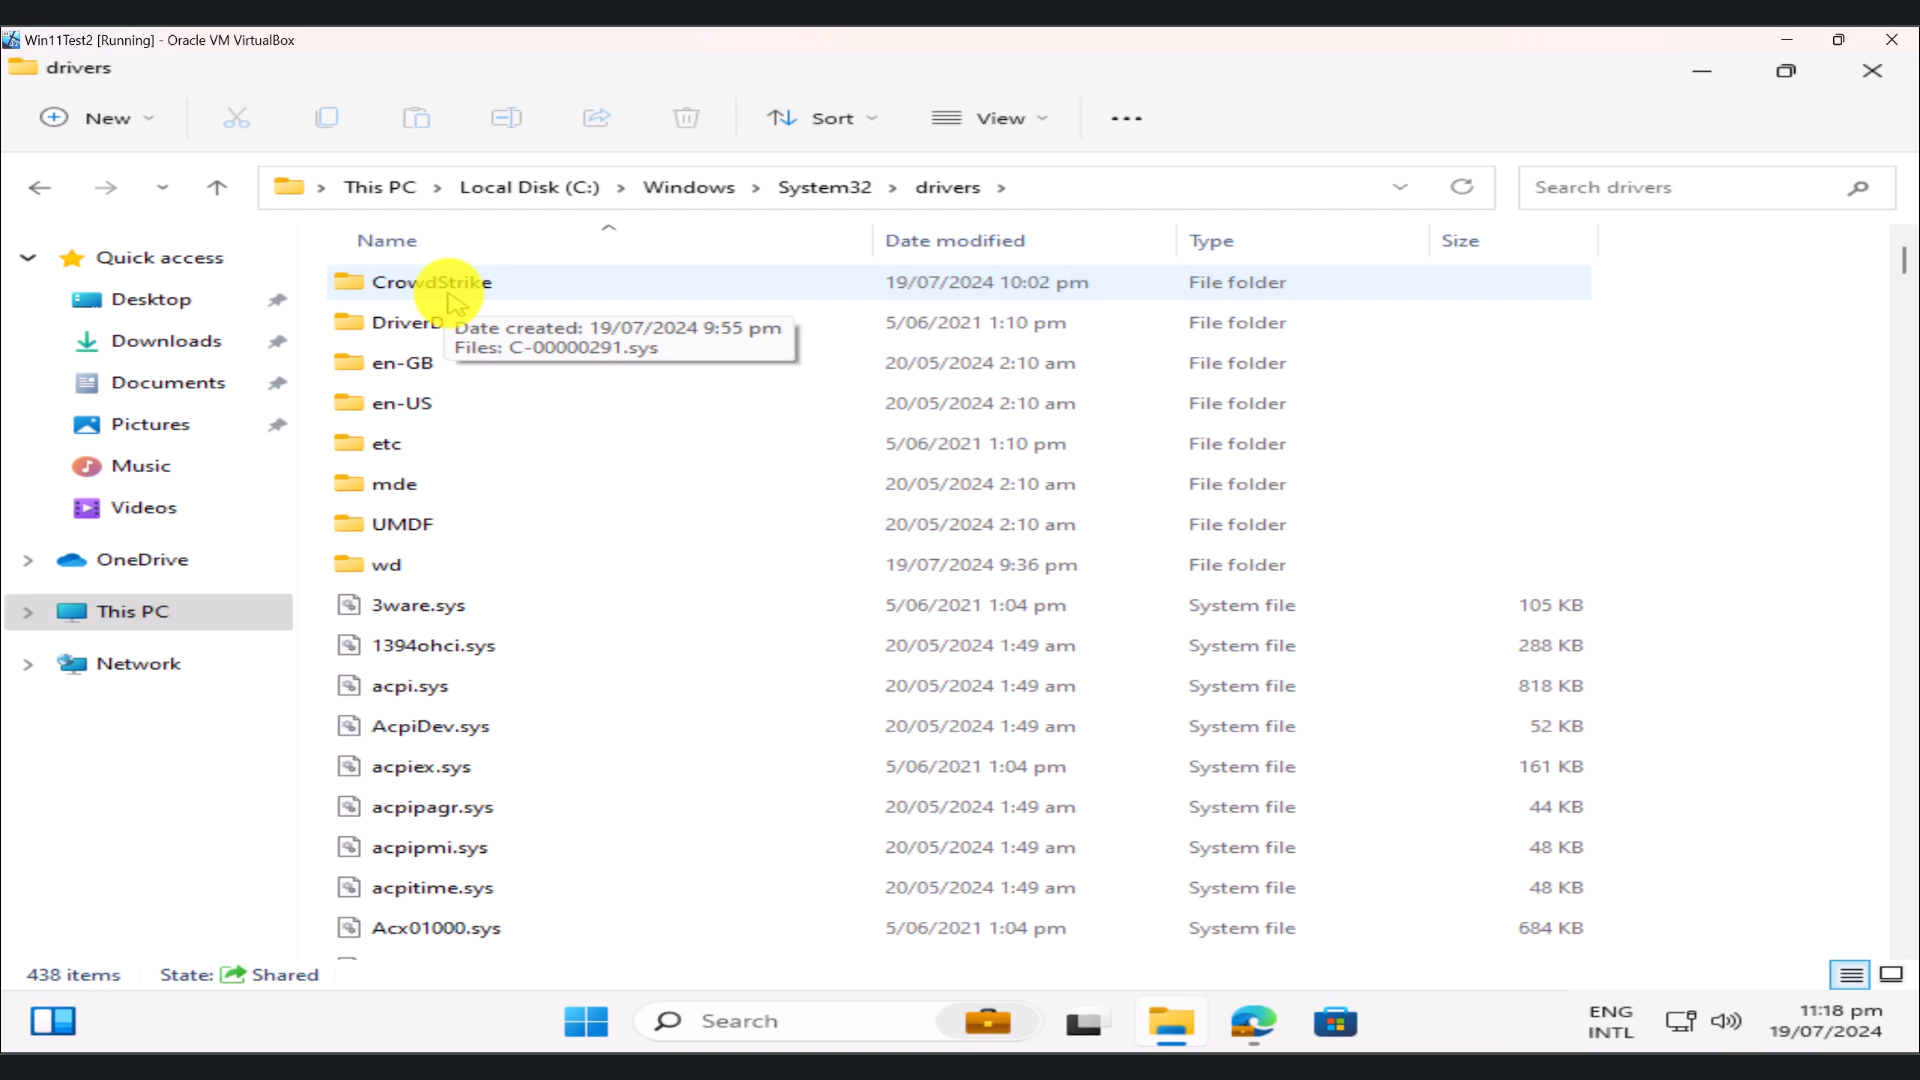 Win11Test2 [Running] - Oracle VM VirtualBox
drivers
New Sort View
This PC > Local Disk (C:) > Windows > System32 > drivers >
Search drivers
Name Date modified Type Size
Quick access
Desktop
Downloads
Documents
Pictures
Music
Videos
OneDrive
This PC
Network
CrowdStrike 19/07/2024 10:02 pm File folder
DriverD 5/06/2021 1:10 pm File folder
Date created: 19/07/2024 9:55 pm
Files: C-00000291.sys
en-GB 20/05/2024 2:10 am File folder
en-US 20/05/2024 2:10 am File folder
etc 5/06/2021 1:10 pm File folder
mde 20/05/2024 2:10 am File folder
UMDF 20/05/2024 2:10 am File folder
wd 19/07/2024 9:36 pm File folder
3ware.sys 5/06/2021 1:04 pm System file 105 KB
1394ohci.sys 20/05/2024 1:49 am System file 288 KB
acpi.sys 20/05/2024 1:49 am System file 818 KB
AcpiDev.sys 20/05/2024 1:49 am System file 52 KB
acpiex.sys 5/06/2021 1:04 pm System file 161 KB
acpipagr.sys 20/05/2024 1:49 am System file 44 KB
acpipmi.sys 20/05/2024 1:49 am System file 48 KB
acpitime.sys 20/05/2024 1:49 am System file 48 KB
Acx01000.sys 5/06/2021 1:04 pm System file 684 KB
438 items State: Shared
Search
ENG
INTL
11:18 pm
19/07/2024